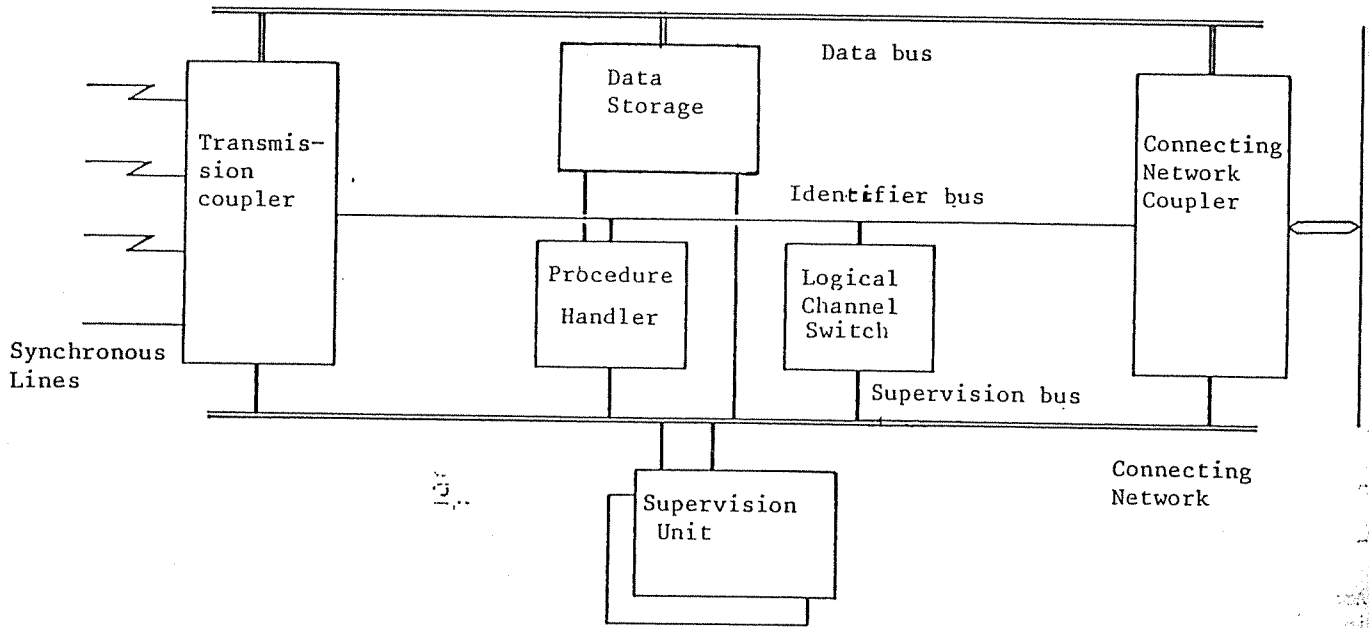 Data bus
Data
Storage
Transmis-
sion
coupler
Connecting
Network
Coupler
Identifier bus
Procedure
Handler
Logical
Channel
Switch
Synchronous
Lines
Supervision bus
Connecting
Network
Supervision
Unit